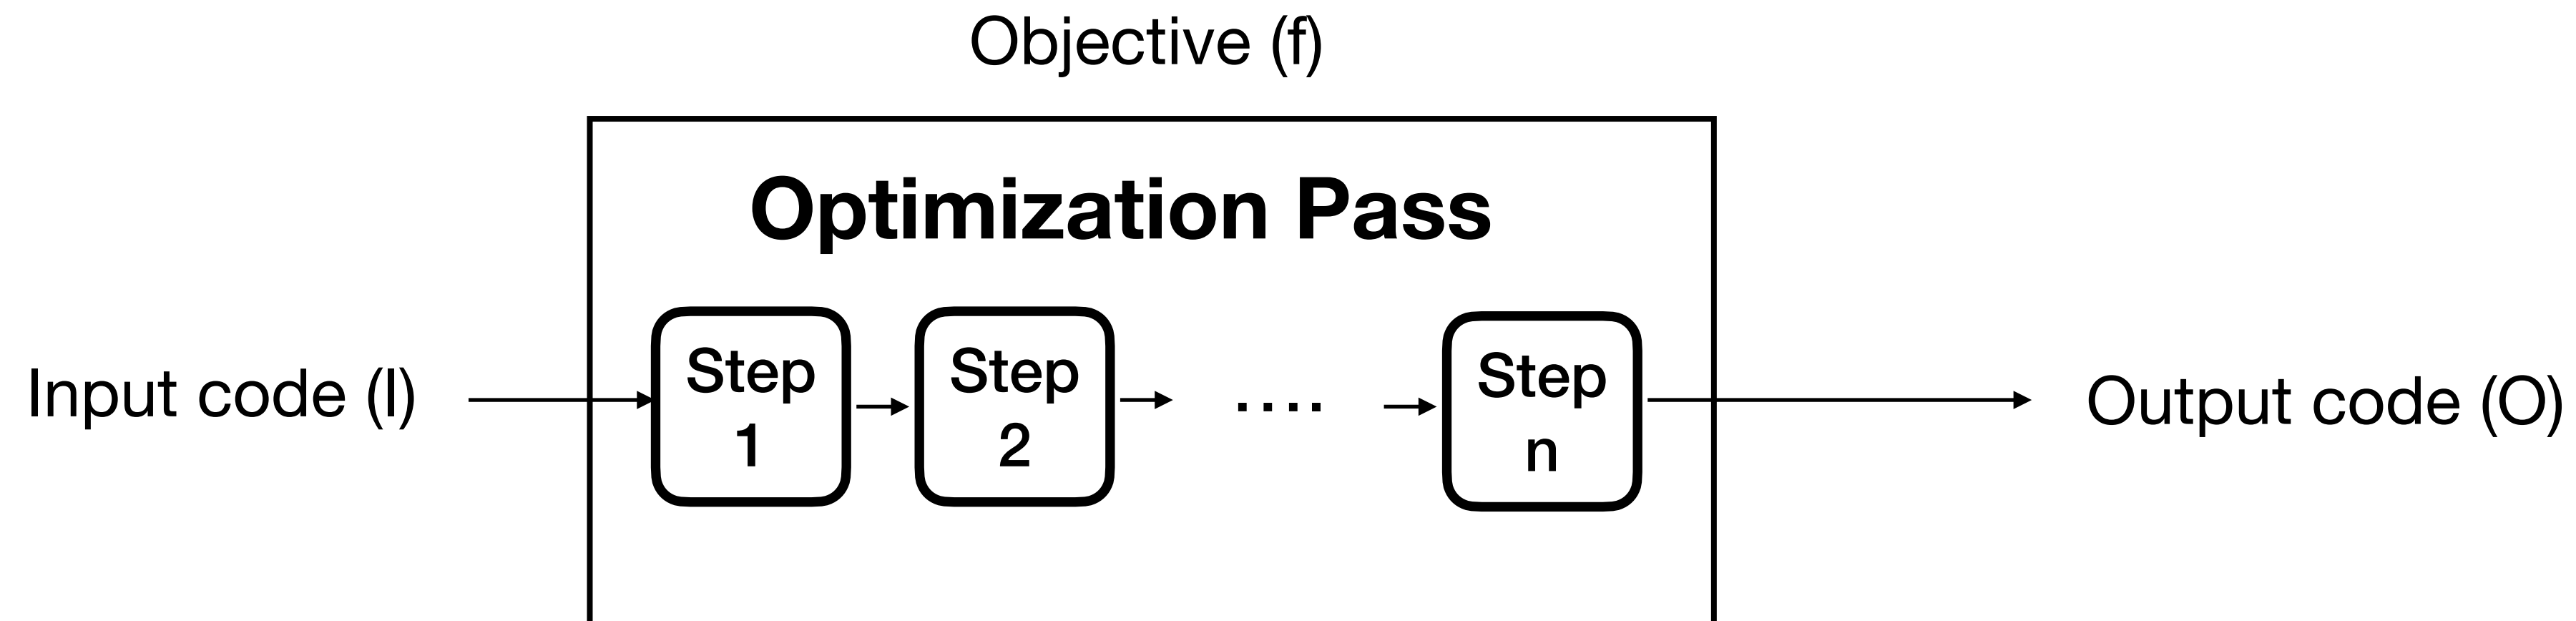 Objective (f)
Optimization Pass
Input code (I)
Step
1
Step
2
....
Step
n
Output code (O)